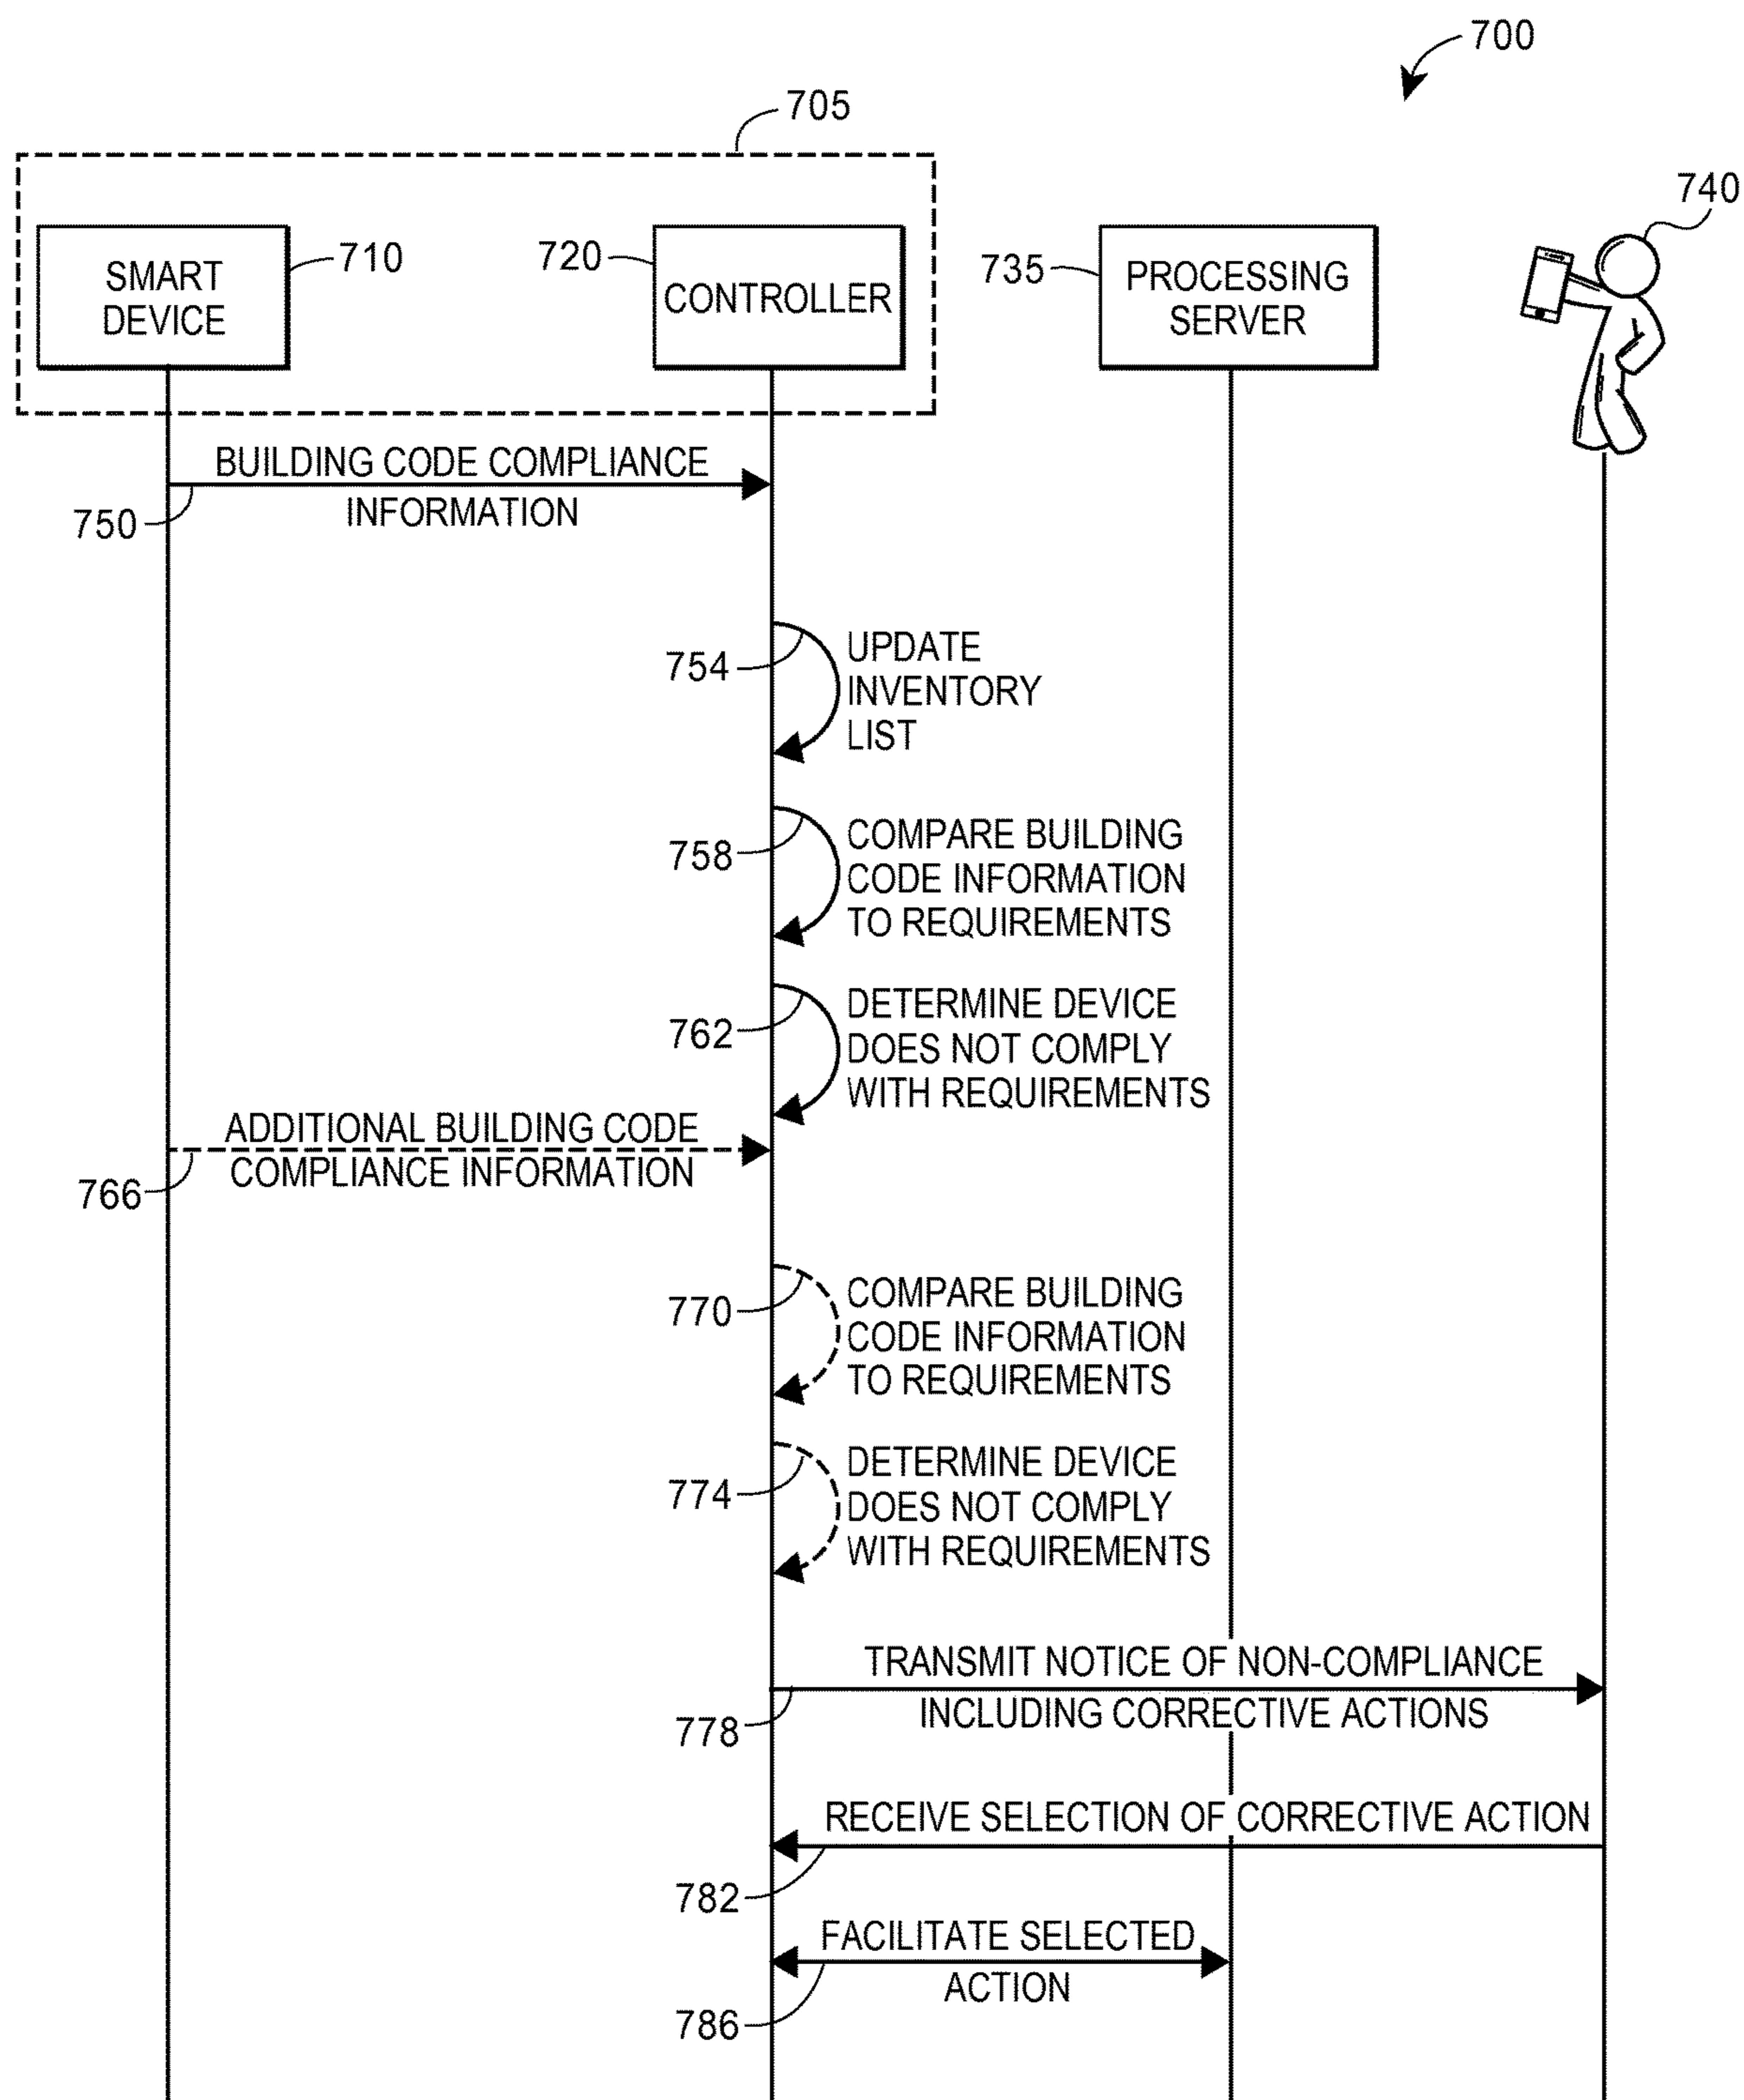 700
705
740
SMART
DEVICE
710
720
CONTROLLER
735
PROCESSING
SERVER
BUILDING CODE COMPLIANCE
INFORMATION
750
754
UPDATE
INVENTORY
LIST
758
COMPARE BUILDING
CODE INFORMATION
TO REQUIREMENTS
762
DETERMINE DEVICE
DOES NOT COMPLY
WITH REQUIREMENTS
ADDITIONAL BUILDING CODE
COMPLIANCE INFORMATION
766
770
COMPARE BUILDING
CODE INFORMATION
TO REQUIREMENTS
774
DETERMINE DEVICE
DOES NOT COMPLY
WITH REQUIREMENTS
TRANSMIT NOTICE OF NON-COMPLIANCE
INCLUDING CORRECTIVE ACTIONS
778
RECEIVE SELECTION OF CORRECTIVE ACTION
782
FACILITATE SELECTED
ACTION
786